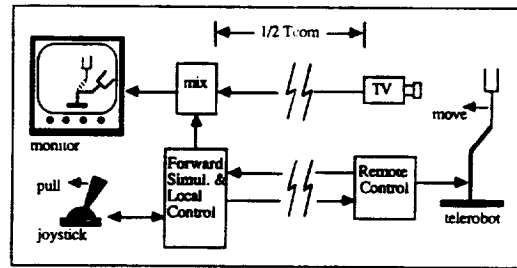 1/2 Tcom
mix
TV
move
monitor
pull
Forward
Simul. &
Local
Control
Remote
Control
joystick
telerobot